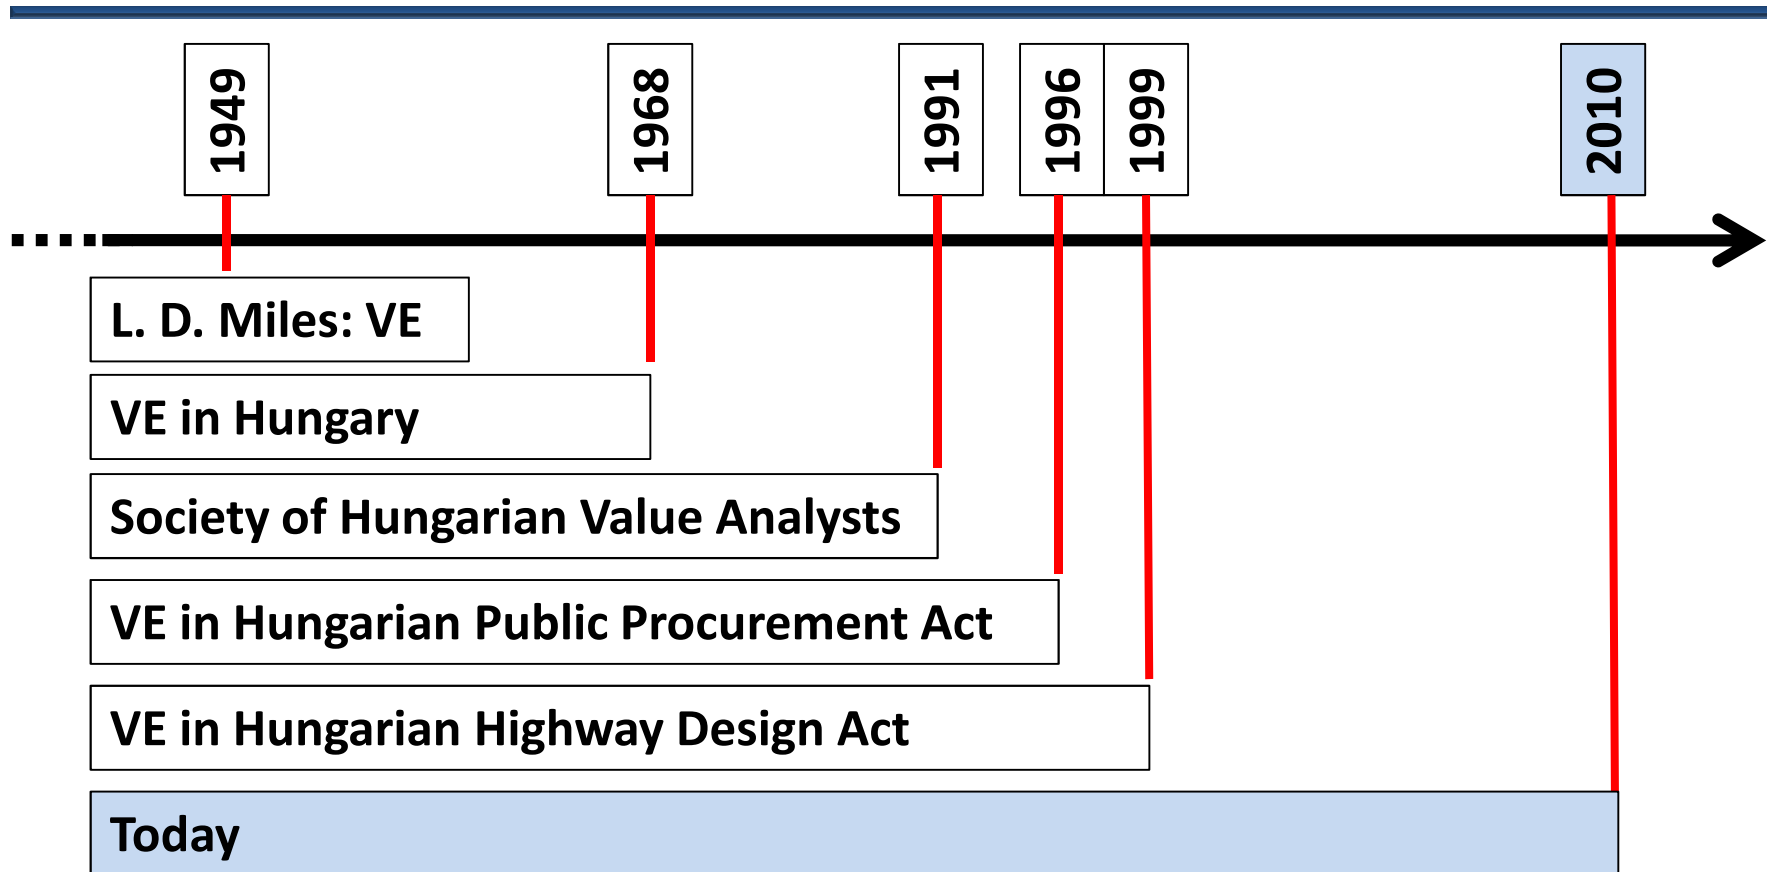 1949
1968
1991
1996
1999
2010
L. D. Miles: VE
VE in Hungary
Society of Hungarian Value Analysts
VE in Hungarian Public Procurement Act
VE in Hungarian Highway Design Act
Today